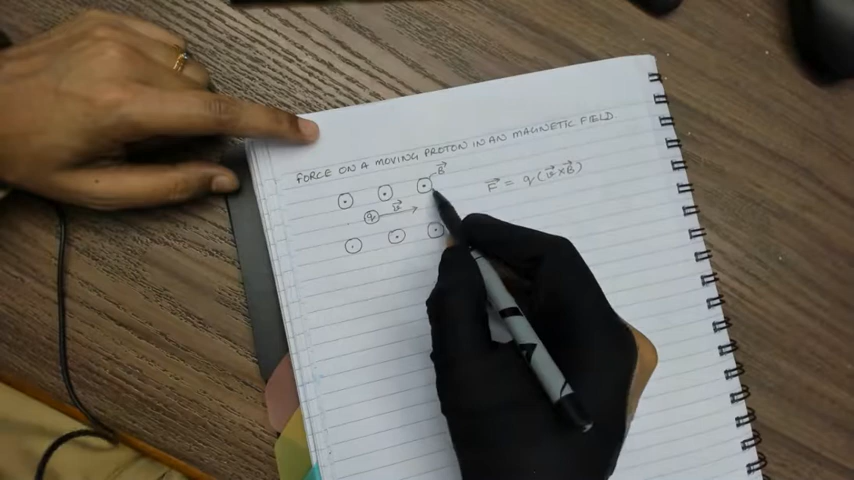 FORCE ON A MOVING PROTON IN AN MAGNETIC FIELD
B⃗
F⃗ = q(v⃗×B⃗)
v⃗
q